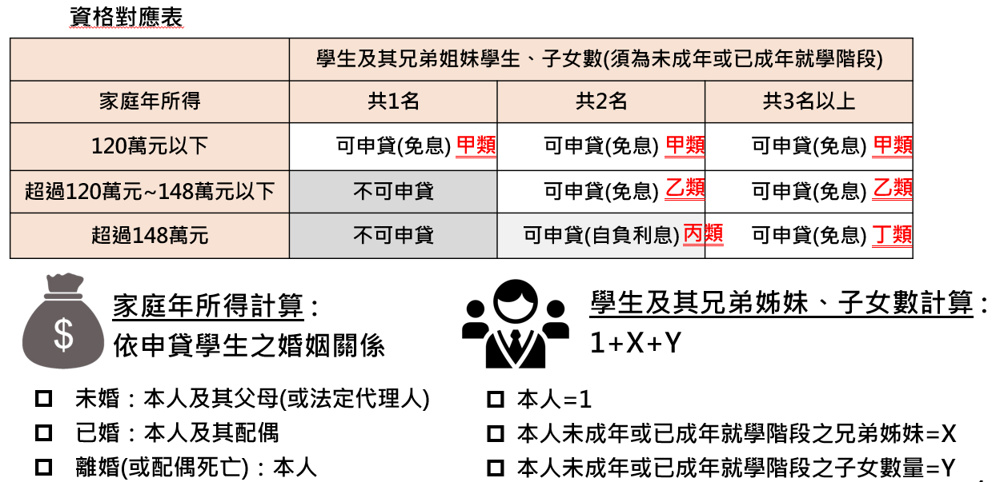 資格對應表
學生及其兄弟姐妹學生、子女數(須為未成年或已成年就學階段)
家庭年所得 共1名 共2名 共3名以上
120萬元以下 可申貸(免息) 甲類 可申貸(免息) 甲類 可申貸(免息) 甲類
超過120萬元~148萬元以下 不可申貸 可申貸(免息) 乙類 可申貸(免息) 乙類
超過148萬元 不可申貸 可申貸(自負利息) 丙類 可申貸(免息) 丁類
$
家庭年所得計算：
依申貸學生之婚姻關係
未婚：本人及其父母(或法定代理人)
已婚：本人及其配偶
離婚(或配偶死亡)：本人
學生及其兄弟姊妹、子女數計算：
1+X+Y
本人=1
本人未成年或已成年就學階段之兄弟姊妹=X
本人未成年或已成年就學階段之子女數量=Y